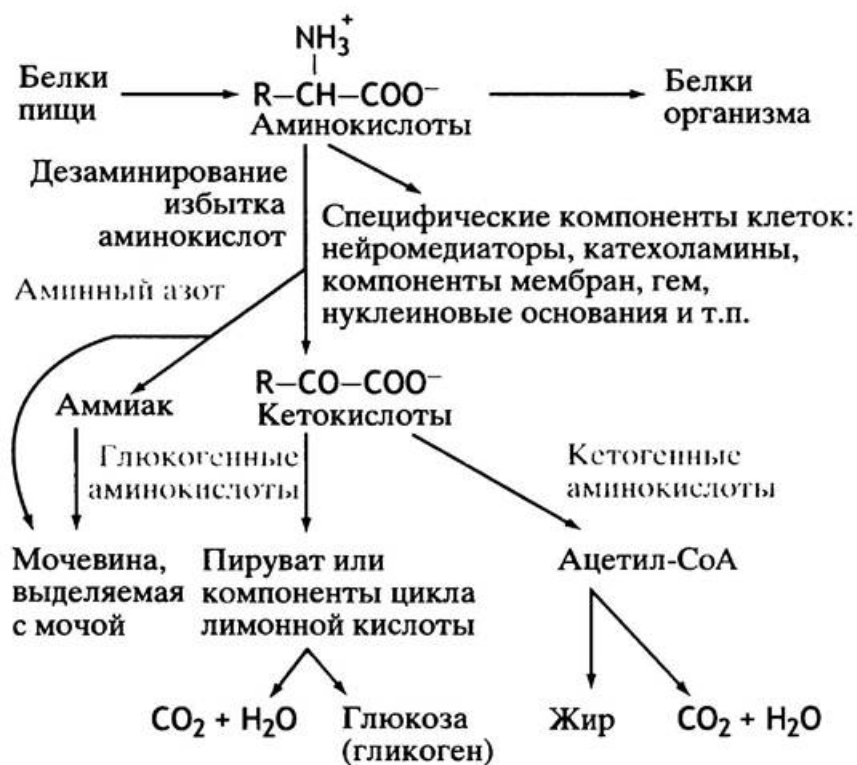 NH₃⁺
Белки
пищи
R–CH–COO⁻
Аминокислоты
Белки
организма
Дезаминирование
избытка
аминокислот
Специфические компоненты клеток:
нейромедиаторы, катехоламины,
компоненты мембран, гем,
нуклеиновые основания и т.п.
Аминный азот
Аммиак
R–CO–COO⁻
Кетокислоты
Глюкогенные
аминокислоты
Кетогенные
аминокислоты
Мочевина,
выделяемая
с мочой
Пируват или
компоненты цикла
лимонной кислоты
Ацетил-CoA
CO₂ + H₂O
Глюкоза
(гликоген)
Жир
CO₂ + H₂O